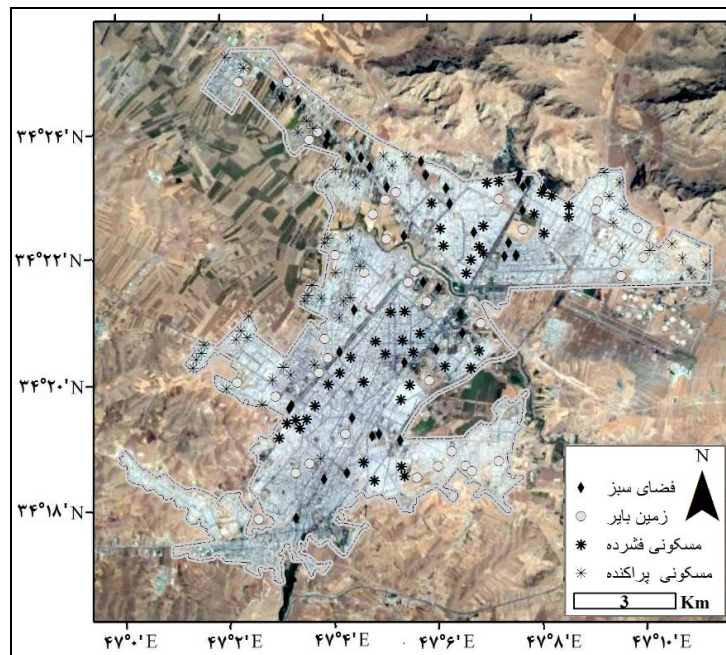 ۳۴°۲۴'N
۳۴°۲۲'N
۳۴°۲۰'N
۳۴°۱۸'N
N
فضای سبز
زمین بایر
مسکونی فشرده
مسکونی پراکنده
3 Km
۴۷°۰'E ۴۷°۲'E ۴۷°۴'E ۴۷°۶'E ۴۷°۸'E ۴۷°۱۰'E